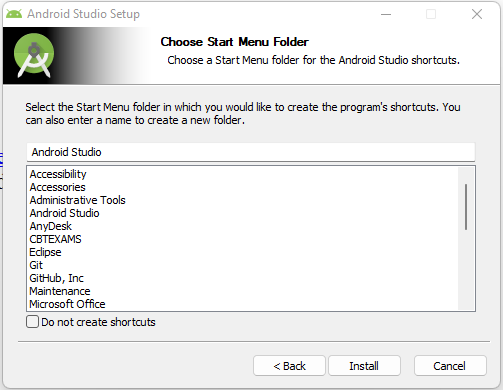 Android Studio Setup
Choose Start Menu Folder
Choose a Start Menu folder for the Android Studio shortcuts.
Select the Start Menu folder in which you would like to create the program's shortcuts. You
can also enter a name to create a new folder.
Android Studio
Accessibility
Accessories
Administrative Tools
Android Studio
AnyDesk
CBTEXAMS
Eclipse
Git
GitHub, Inc
Maintenance
Microsoft Office
Do not create shortcuts
< Back
Install
Cancel